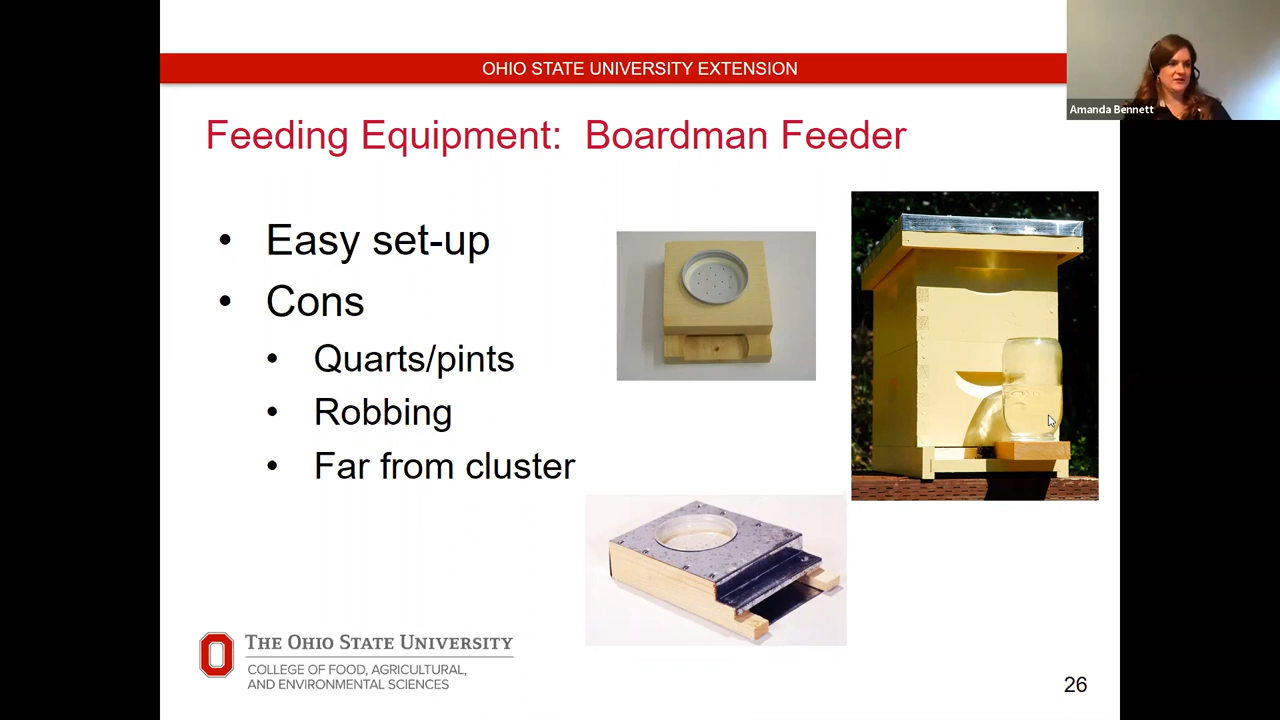 OHIO STATE UNIVERSITY EXTENSION
Amanda Bennett
Feeding Equipment: Boardman Feeder
• Easy set-up
• Cons
• Quarts/pints
• Robbing
• Far from cluster
THE OHIO STATE UNIVERSITY
COLLEGE OF FOOD, AGRICULTURAL,
AND ENVIRONMENTAL SCIENCES
26